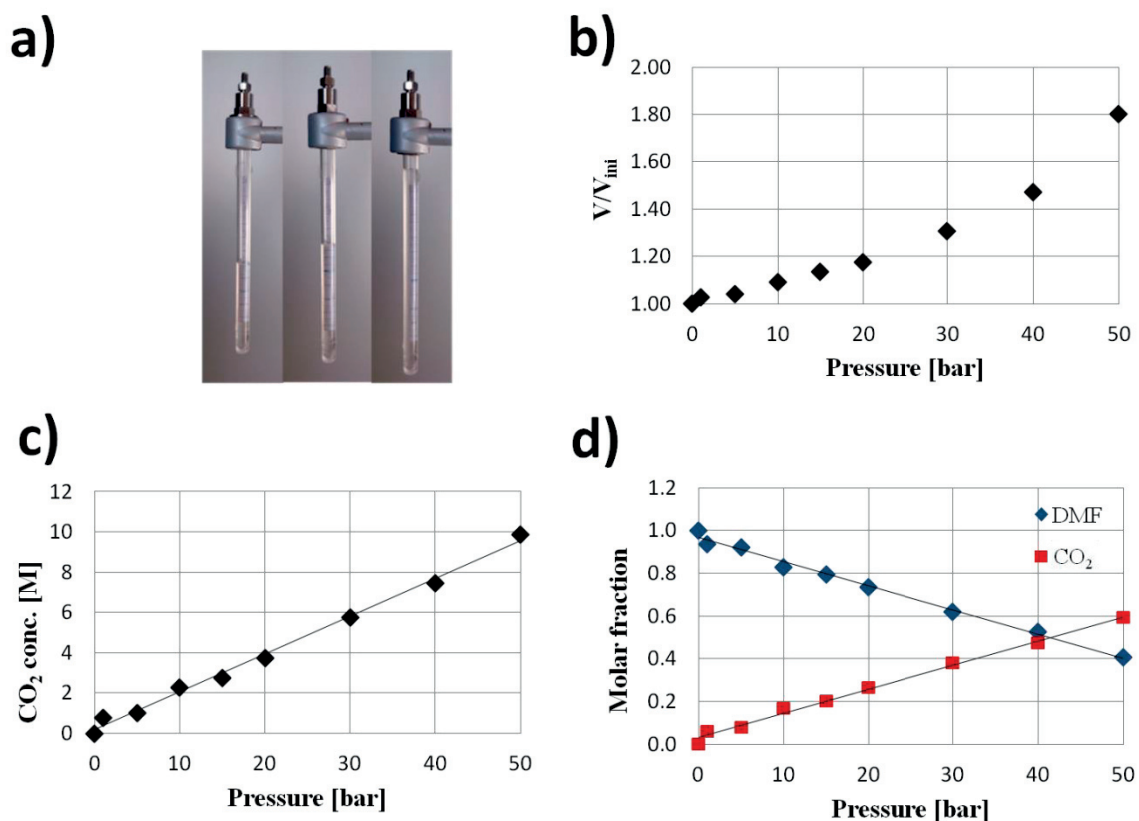 a)
b)
2.00
1.80
1.60
1.40
1.20
1.00
V/Vini
0 10 20 30 40 50
Pressure [bar]
c)
12
10
8
6
4
2
0
CO2 conc. [M]
0 10 20 30 40 50
Pressure [bar]
d)
1.2
1.0
0.8
0.6
0.4
0.2
0.0
Molar fraction
DMF
CO2
0 10 20 30 40 50
Pressure [bar]